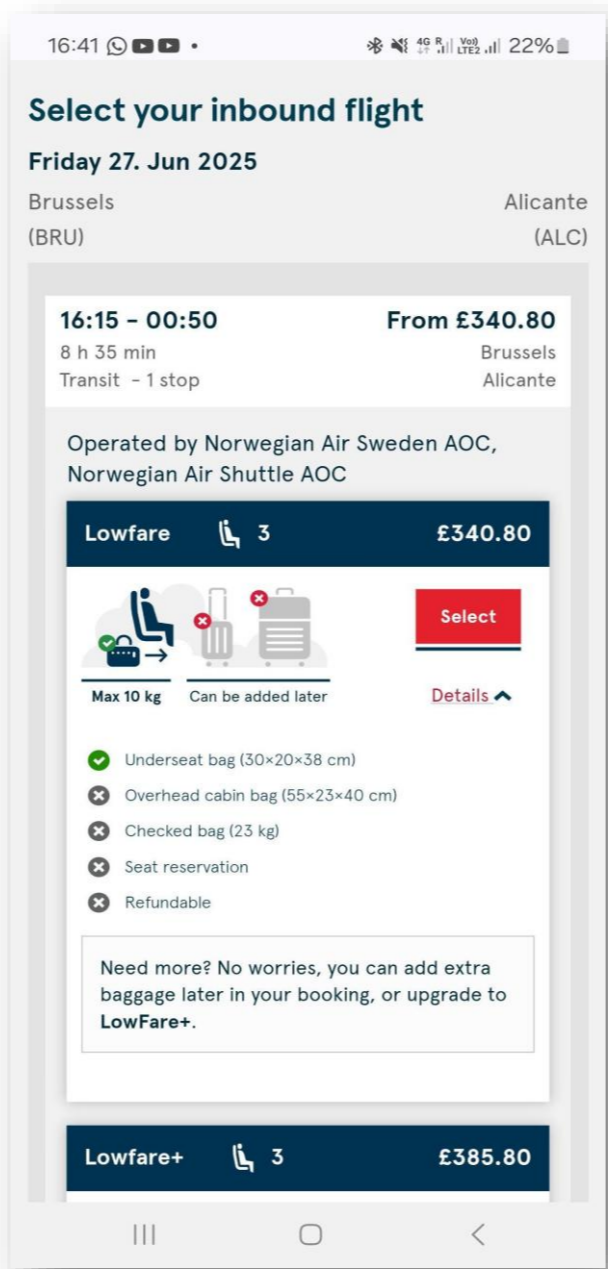 16:41
4G R Vo)) LTE2 22%
Select your inbound flight
Friday 27. Jun 2025
Brussels Alicante
(BRU) (ALC)
16:15 - 00:50 From £340.80
8 h 35 min Brussels
Transit - 1 stop Alicante
Operated by Norwegian Air Sweden AOC,
Norwegian Air Shuttle AOC
Lowfare 3 £340.80
Select
Max 10 kg Can be added later Details
Underseat bag (30×20×38 cm)
Overhead cabin bag (55×23×40 cm)
Checked bag (23 kg)
Seat reservation
Refundable
Need more? No worries, you can add extra
baggage later in your booking, or upgrade to
LowFare+.
Lowfare+ 3 £385.80